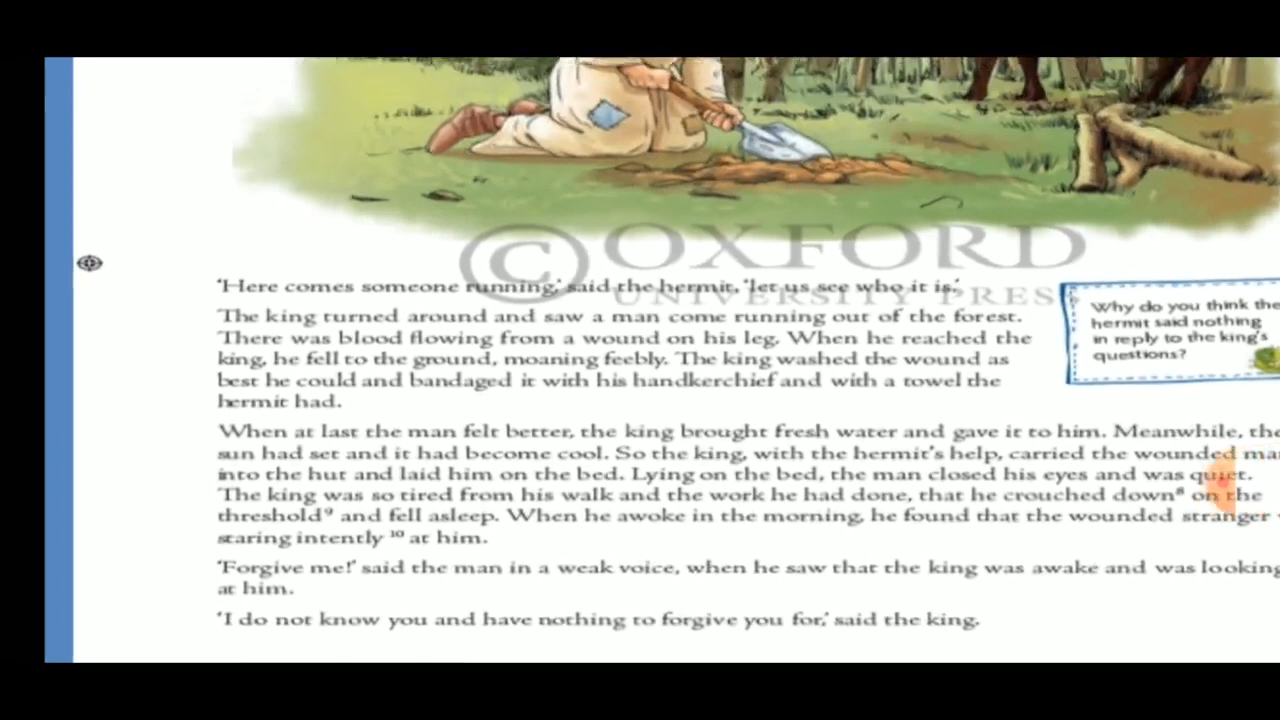 © OXFORD
UNIVERSITY PRESS
'Here comes someone running,' said the hermit, 'let us see who it is.'
The king turned around and saw a man come running out of the forest.
There was blood flowing from a wound on his leg. When he reached the
king, he fell to the ground, moaning feebly. The king washed the wound as
best he could and bandaged it with his handkerchief and with a towel the
hermit had.
Why do you think the
hermit said nothing
in reply to the king's
questions?
When at last the man felt better, the king brought fresh water and gave it to him. Meanwhile, the
sun had set and it had become cool. So the king, with the hermit's help, carried the wounded man
into the hut and laid him on the bed. Lying on the bed, the man closed his eyes and was quiet.
The king was so tired from his walk and the work he had done, that he crouched down⁸ on the
threshold⁹ and fell asleep. When he awoke in the morning, he found that the wounded stranger
staring intently ¹⁰ at him.
'Forgive me!' said the man in a weak voice, when he saw that the king was awake and was looking
at him.
'I do not know you and have nothing to forgive you for,' said the king.